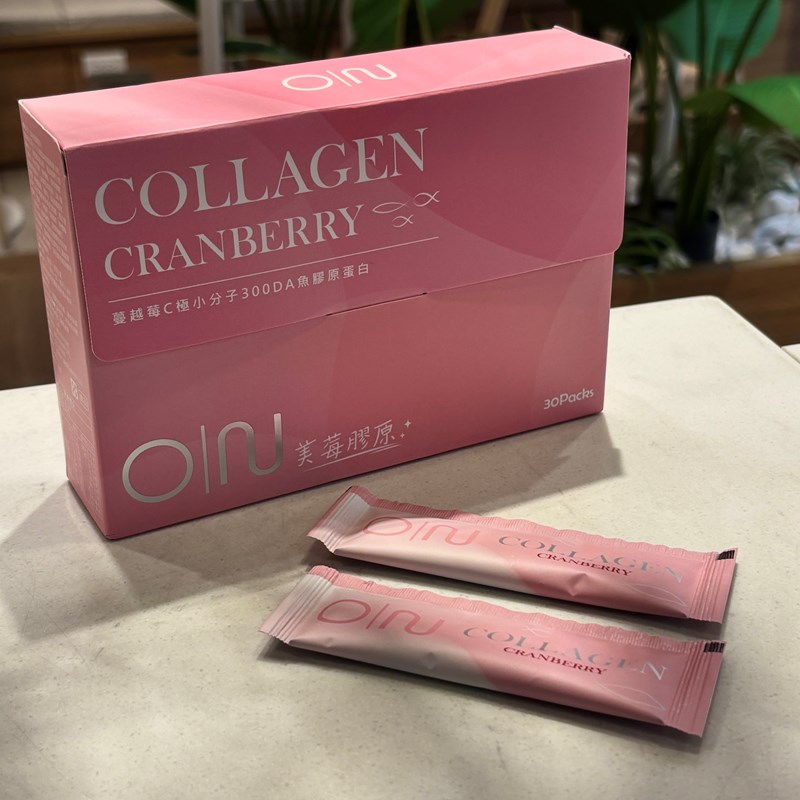 O|N
COLLAGEN
CRANBERRY
蔓越莓C極小分子300DA魚膠原蛋白
30Packs
O|N 美莓膠原
O|N COLLAGEN
CRANBERRY
O|N COLLAGEN
CRANBERRY